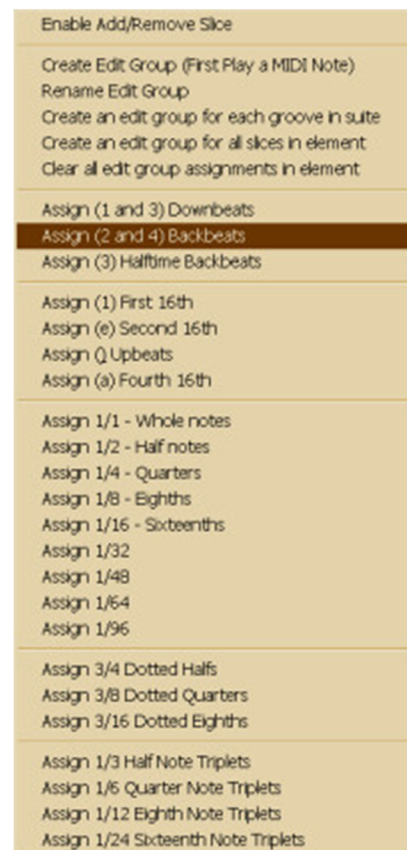 Enable Add/Remove Slice
Create Edit Group (First Play a MIDI Note)
Rename Edit Group
Create an edit group for each groove in suite
Create an edit group for all slices in element
Clear all edit group assignments in element
Assign (1 and 3) Downbeats
Assign (2 and 4) Backbeats
Assign (3) Halftime Backbeats
Assign (1) First 16th
Assign (e) Second 16th
Assign () Upbeats
Assign (a) Fourth 16th
Assign 1/1 - Whole notes
Assign 1/2 - Half notes
Assign 1/4 - Quarters
Assign 1/8 - Eighths
Assign 1/16 - Sixteenths
Assign 1/32
Assign 1/48
Assign 1/64
Assign 1/96
Assign 3/4 Dotted Halfs
Assign 3/8 Dotted Quarters
Assign 3/16 Dotted Eighths
Assign 1/3 Half Note Triplets
Assign 1/6 Quarter Note Triplets
Assign 1/12 Eighth Note Triplets
Assign 1/24 Sixteenth Note Triplets